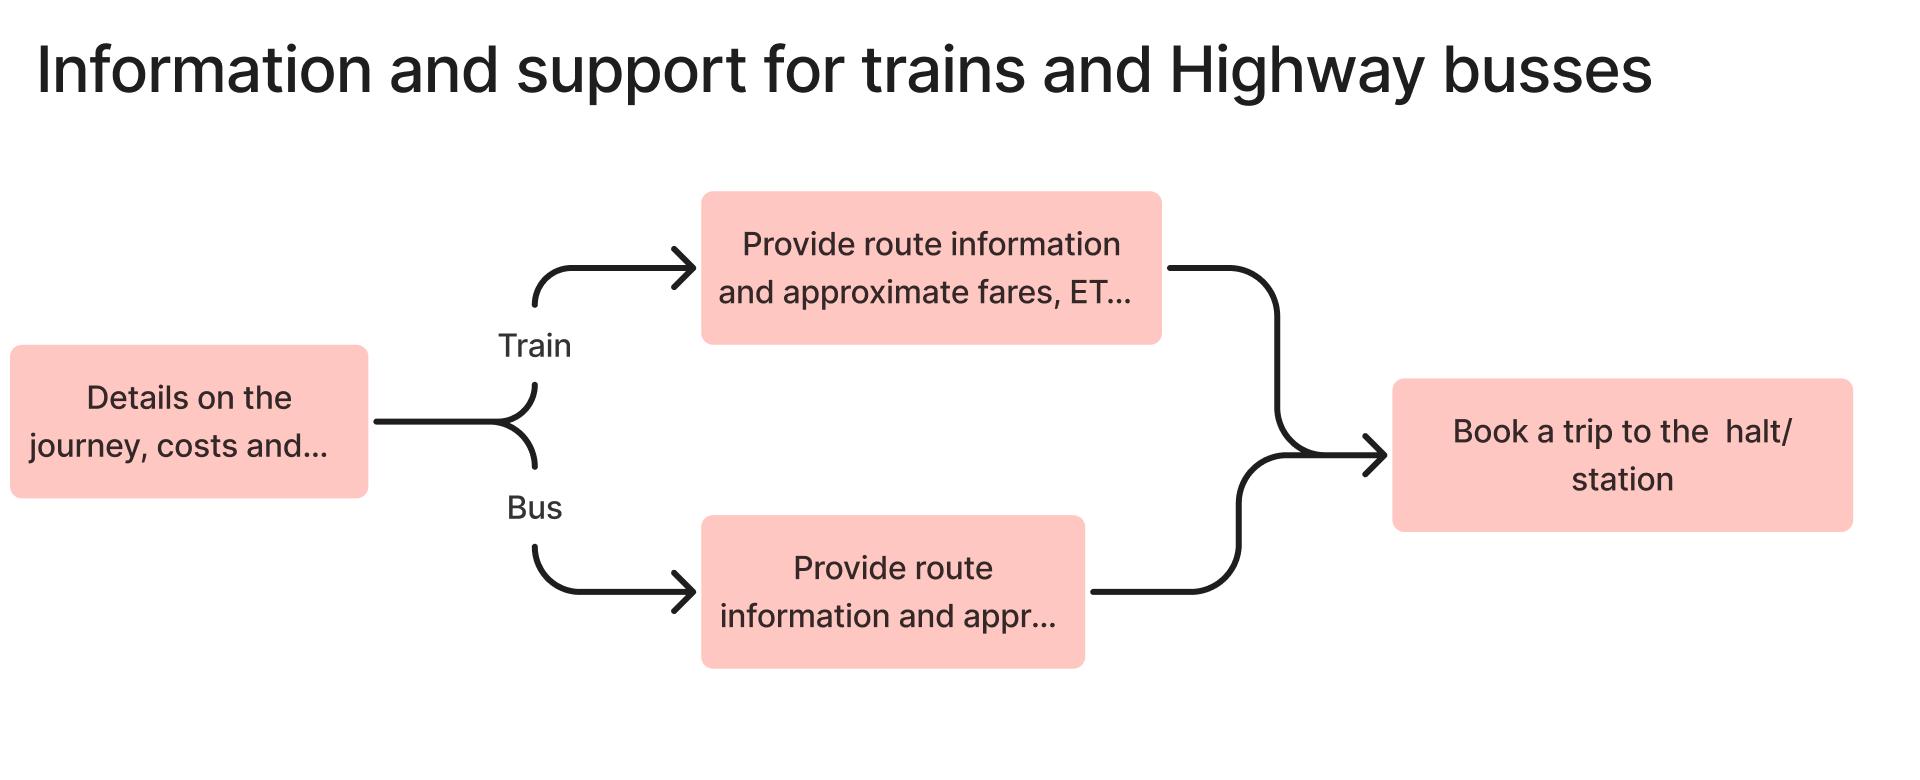 Information and support for trains and Highway busses
Provide route information
and approximate fares, ET...
Train
Details on the
journey, costs and...
Book a trip to the  halt/
station
Bus
Provide route
information and appr...